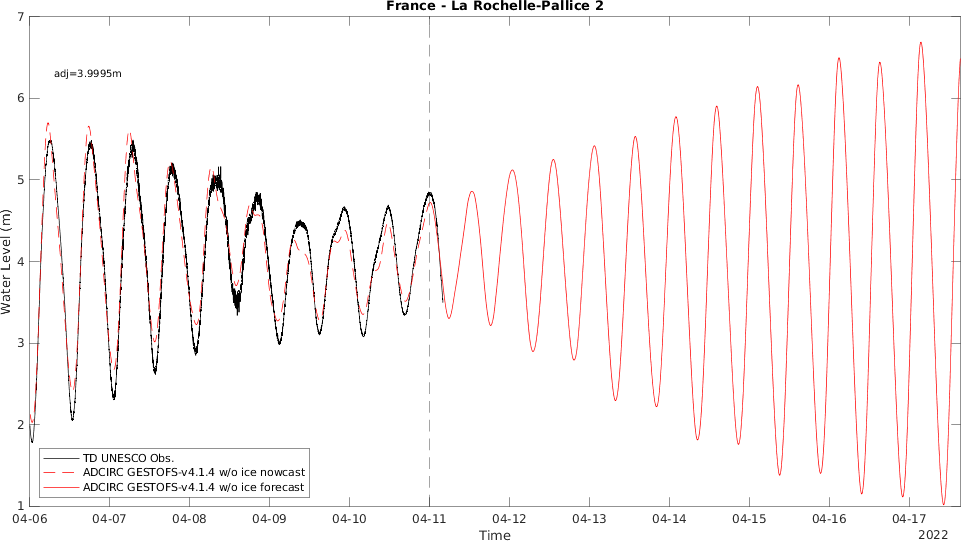 France - La Rochelle-Pallice 2
7
adj=3.9995m
6
5
4
3
2
1
Water Level (m)
TD UNESCO Obs.
ADCIRC GESTOFS-v4.1.4 w/o ice nowcast
ADCIRC GESTOFS-v4.1.4 w/o ice forecast
04-06 04-07 04-08 04-09 04-10 04-11 04-12 04-13 04-14 04-15 04-16 04-17
Time
2022